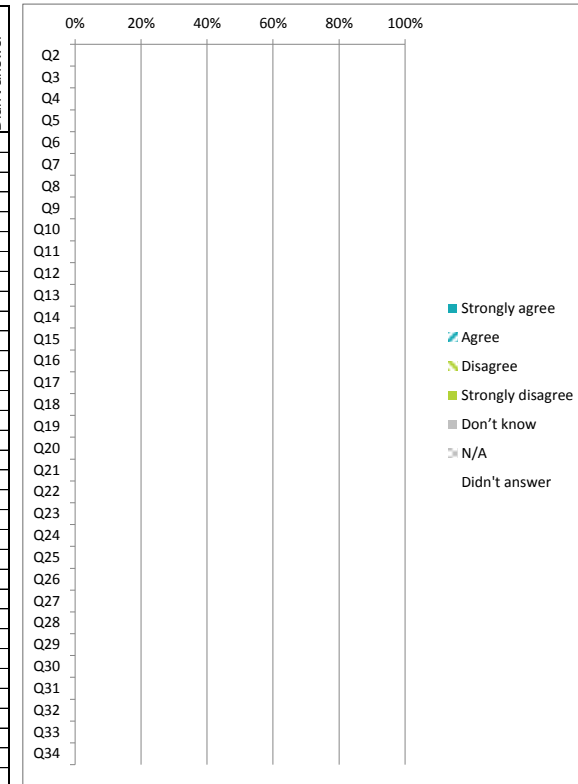 0% 20% 40% 60% 80% 100%
Q2
Q3
Q4
Q5
Q6
Q7
Q8
Q9
Q10
Q11
Q12
Q13
Q14
Q15
Q16
Q17
Q18
Q19
Q20
Q21
Q22
Q23
Q24
Q25
Q26
Q27
Q28
Q29
Q30
Q31
Q32
Q33
Q34
Strongly agree
Agree
Disagree
Strongly disagree
Don’t know
N/A
Didn't answer